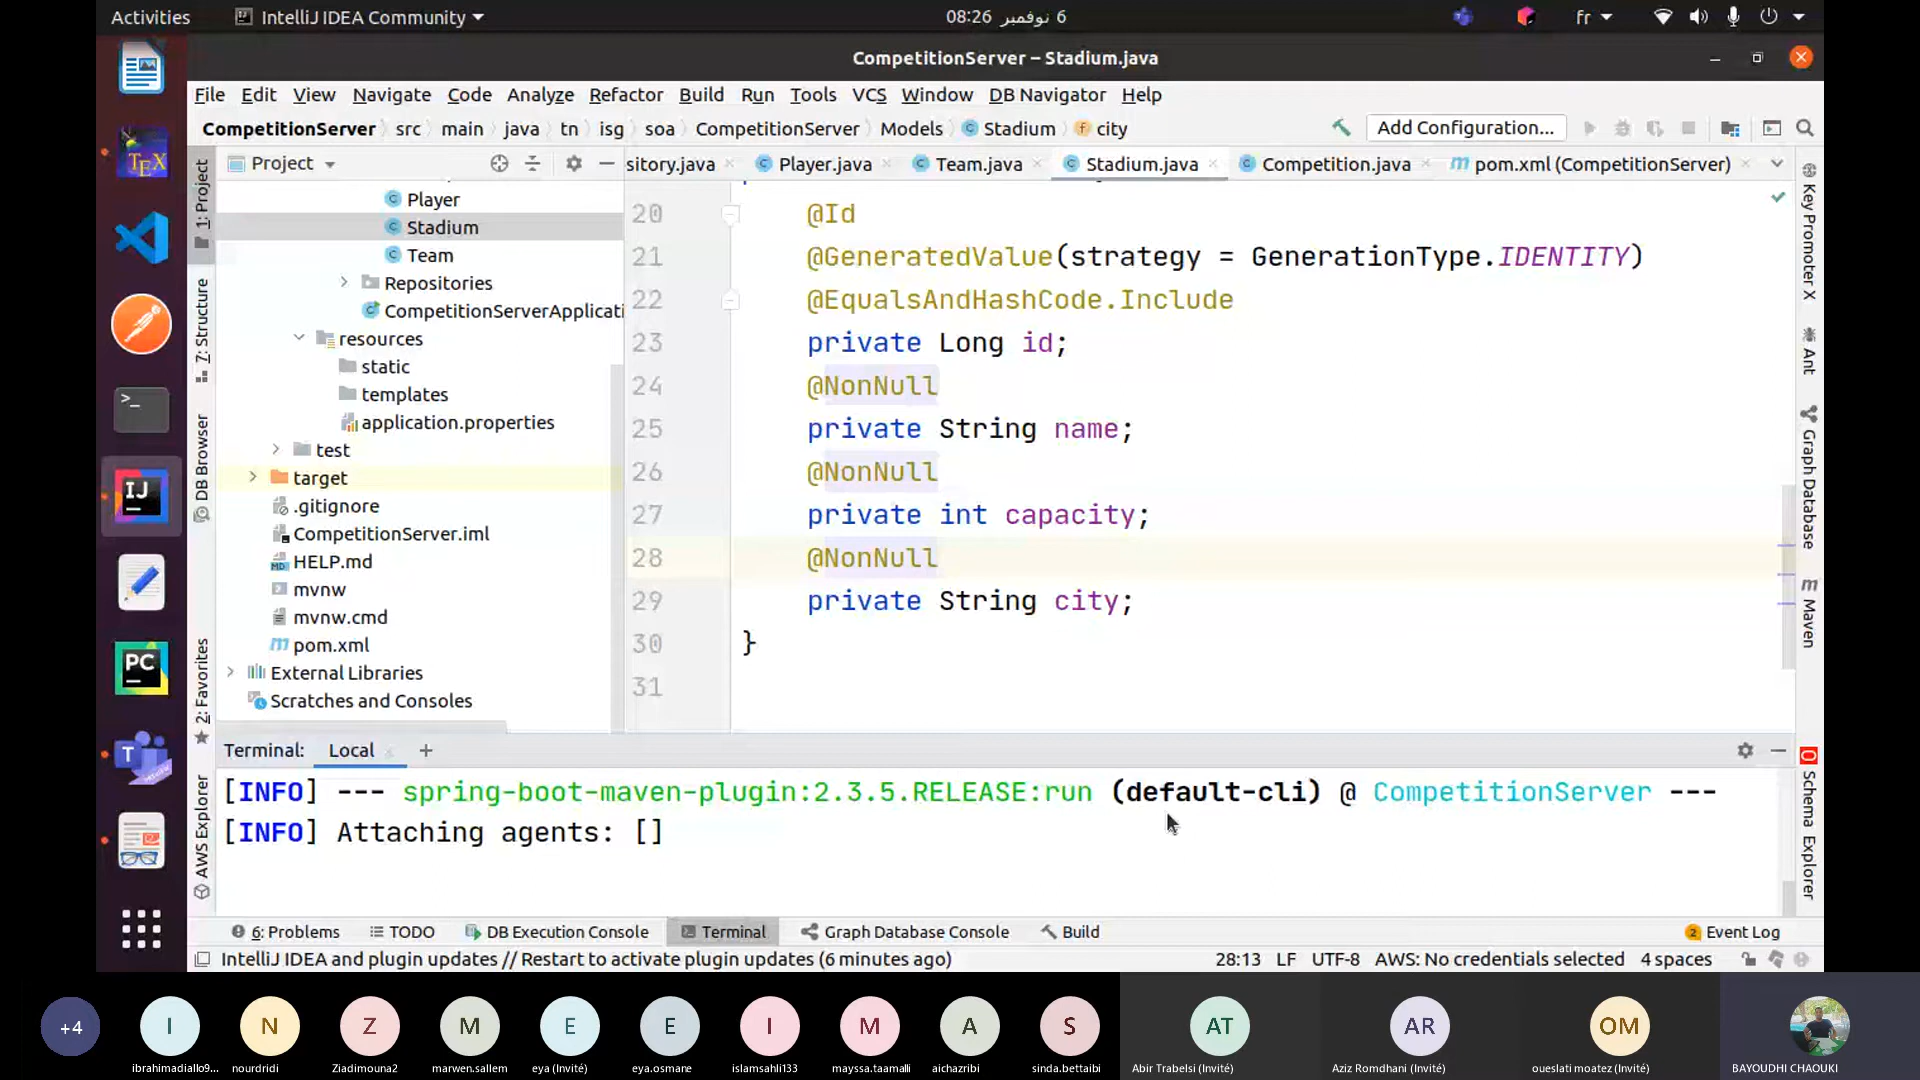 Activities IntelliJ IDEA Community 6 نوفمبر 08:26 fr
CompetitionServer – Stadium.java
File Edit View Navigate Code Analyze Refactor Build Run Tools VCS Window DB Navigator Help
CompetitionServer src main java tn isg soa CompetitionServer Models Stadium city Add Configuration...
Project
sitory.java Player.java Team.java Stadium.java Competition.java pom.xml (CompetitionServer)
Player
Stadium
Team
Repositories
CompetitionServerApplicati
resources
static
templates
application.properties
test
target
.gitignore
CompetitionServer.iml
HELP.md
mvnw
mvnw.cmd
pom.xml
External Libraries
Scratches and Consoles
20 @Id
21 @GeneratedValue(strategy = GenerationType.IDENTITY)
22 @EqualsAndHashCode.Include
23 private Long id;
24 @NonNull
25 private String name;
26 @NonNull
27 private int capacity;
28 @NonNull
29 private String city;
30 }
31
1: Project
7: Structure
DB Browser
2: Favorites
AWS Explorer
Key Promoter X
Ant
Graph Database
Maven
Schema Explorer
Terminal: Local +
[INFO] --- spring-boot-maven-plugin:2.3.5.RELEASE:run (default-cli) @ CompetitionServer ---
[INFO] Attaching agents: []
6: Problems TODO DB Execution Console Terminal Graph Database Console Build 2 Event Log
IntelliJ IDEA and plugin updates // Restart to activate plugin updates (6 minutes ago) 28:13 LF UTF-8 AWS: No credentials selected 4 spaces
+4 I N Z M E E I M A S AT AR OM
ibrahimadiallo9... nourdridi Ziadimouna2 marwen.sallem eya (Invité) eya.osmane islamsahli133 mayssa.taamalli aichazribi sinda.bettaibi Abir Trabelsi (Invité) Aziz Romdhani (Invité) oueslati moatez (Invité) BAYOUDHI CHAOUKI